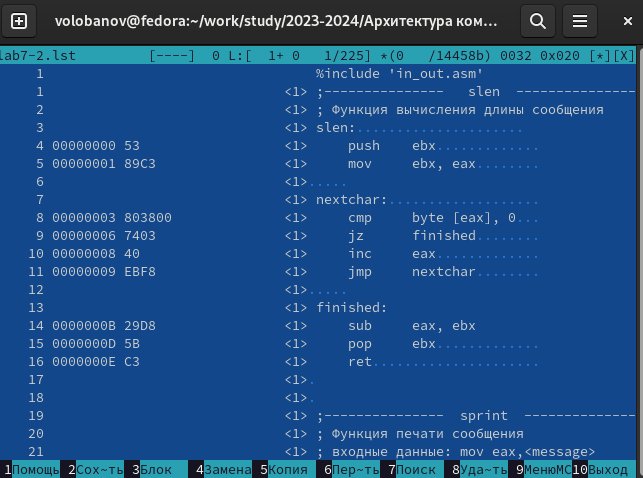 volobanov@fedora:~/work/study/2023-2024/Архитектура ком...
lab7-2.lst [----] 0 L:[ 1+ 0 1/225] *(0 /14458b) 0032 0x020 [*][X]
1 %include 'in_out.asm'
1 <1> ;--------------- slen ---------------
2 <1> ; Функция вычисления длины сообщения
3 <1> slen:.....................
4 00000000 53 <1> push ebx.............
5 00000001 89C3 <1> mov ebx, eax........
6 <1>.....
7 <1> nextchar:...................
8 00000003 803800 <1> cmp byte [eax], 0...
9 00000006 7403 <1> jz finished........
10 00000008 40 <1> inc eax.............
11 00000009 EBF8 <1> jmp nextchar........
12 <1>.....
13 <1> finished:
14 0000000B 29D8 <1> sub eax, ebx
15 0000000D 5B <1> pop ebx.............
16 0000000E C3 <1> ret.....................
17 <1>.
18 <1>.
19 <1> ;--------------- sprint ---------------
20 <1> ; Функция печати сообщения
21 <1> ; входные данные: mov eax,<message>
1Помощь 2Сох~ть 3Блок 4Замена 5Копия 6Пер~ть 7Поиск 8Уда~ть 9МенюMC 10Выход